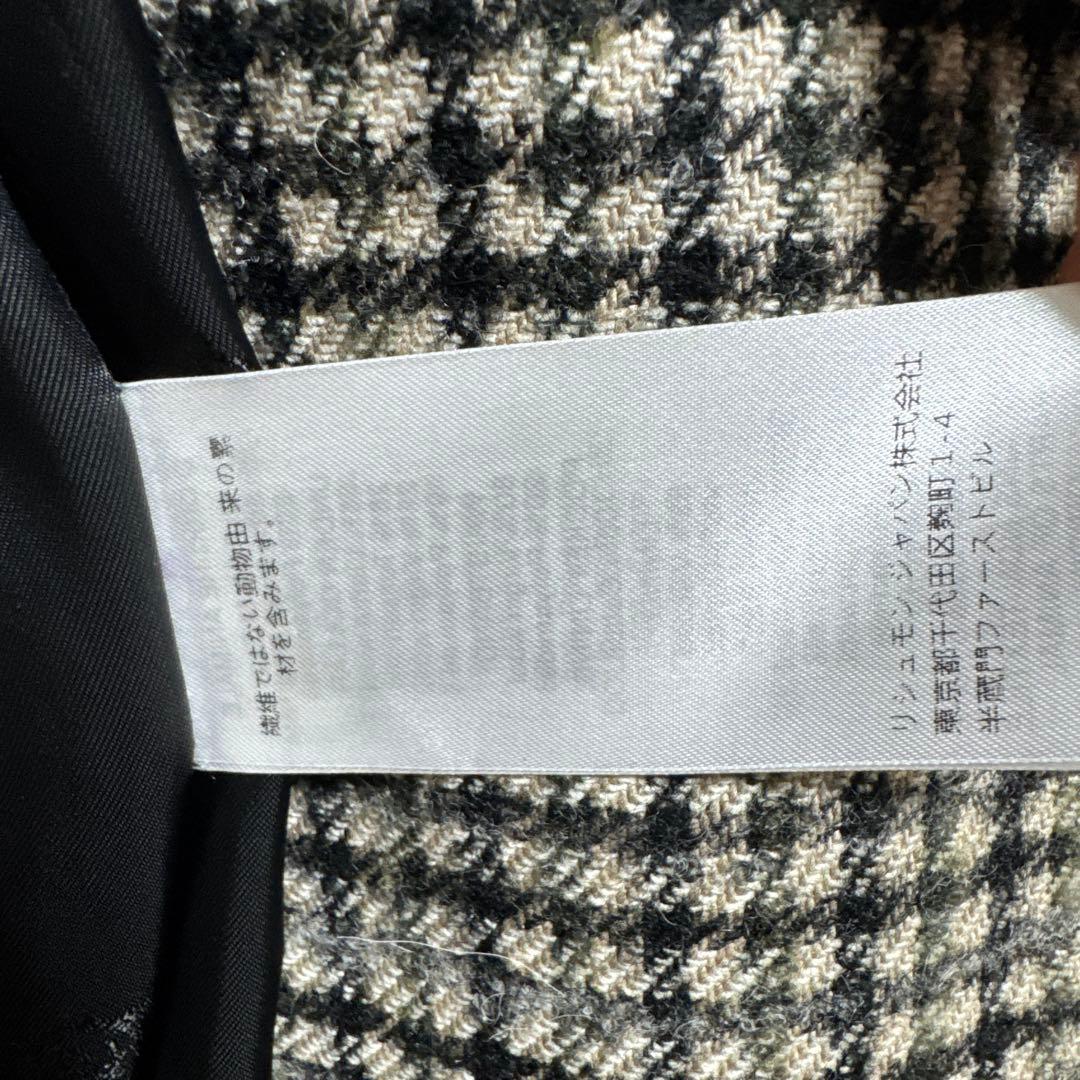 繊維ではない動物由来の素
材を含みます。
リシュモンジャパン株式会社
東京都千代田区麹町1-4
半蔵門ファーストビル